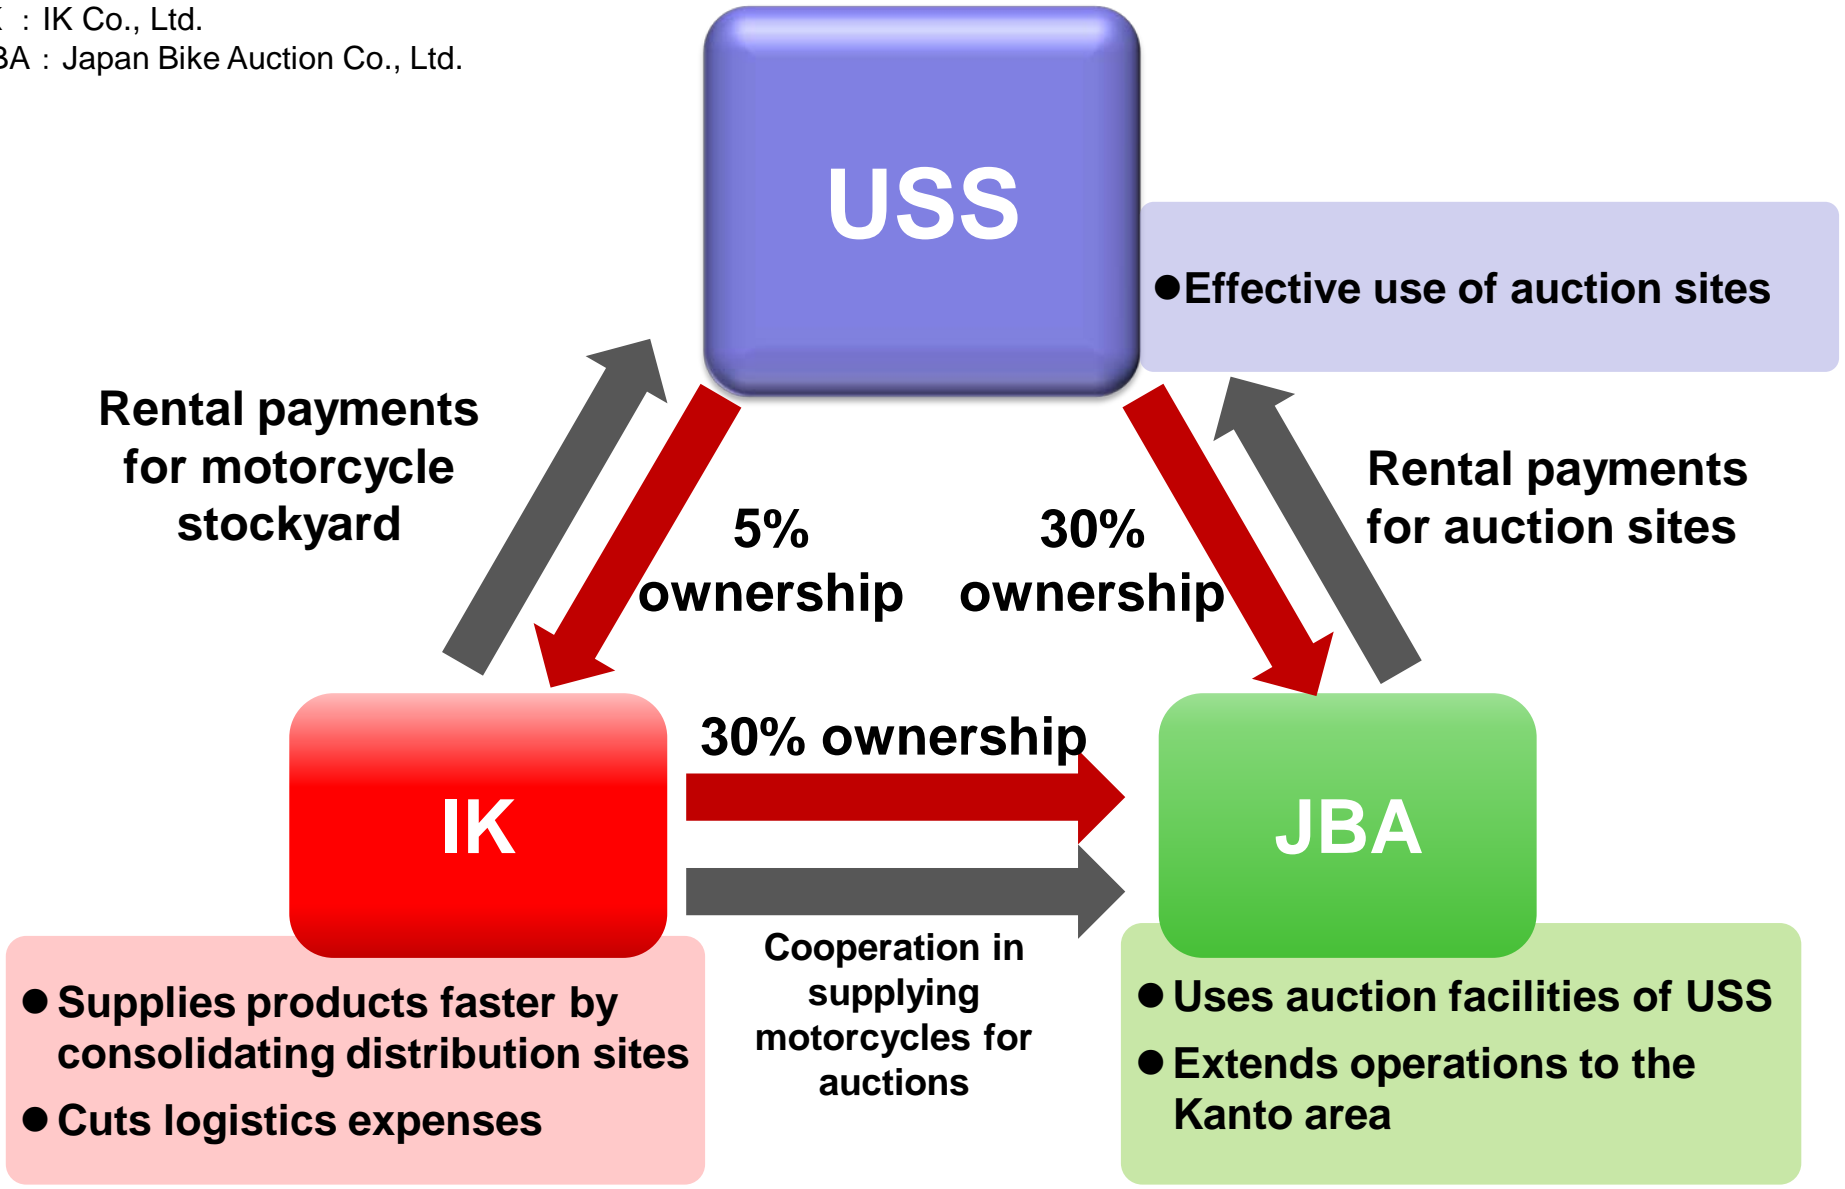 : IK Co., Ltd.
BA : Japan Bike Auction Co., Ltd.
USS
●Effective use of auction sites
Rental payments
for motorcycle
stockyard
5%
ownership
30%
ownership
Rental payments
for auction sites
30% ownership
IK
JBA
Cooperation in
supplying
motorcycles for
auctions
● Supplies products faster by
consolidating distribution sites
● Cuts logistics expenses
● Uses auction facilities of USS
● Extends operations to the
Kanto area